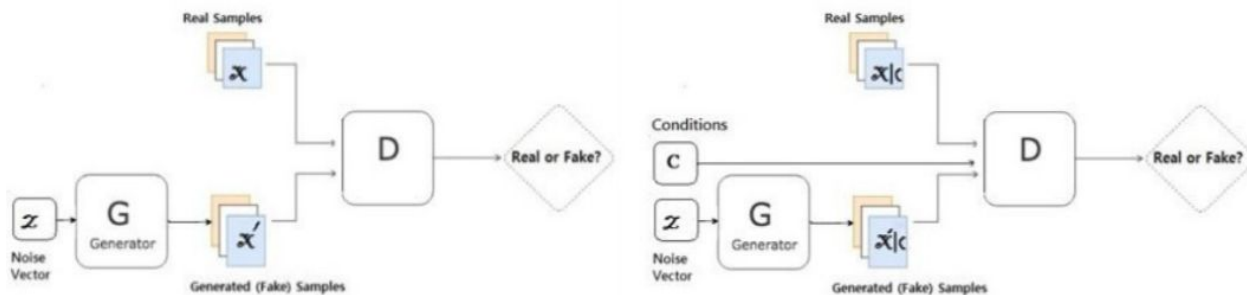 Real Samples
x
D
Real or Fake?
z
G
Generator
x'
Noise
Vector
Generated (Fake) Samples
Real Samples
x|c
Conditions
C
D
Real or Fake?
z
G
Generator
x'|c
Noise
Vector
Generated (Fake) Samples